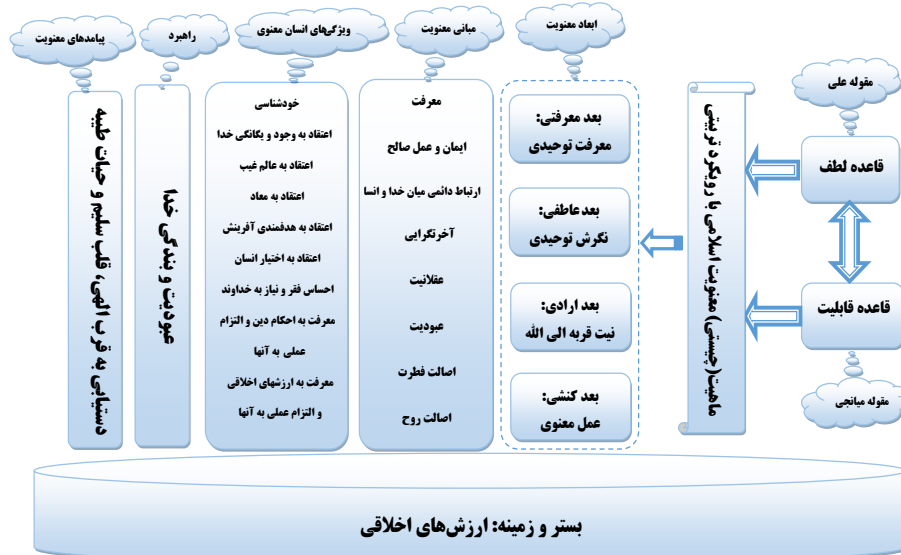 مقوله علی
قاعده لطف
قاعده قابلیت
مقوله میانجی
ماهیت(چیستی) معنویت اسلامی با رویکرد تربیتی
ابعاد معنویت
بعد معرفتی:
معرفت توحیدی
بعد عاطفی:
نگرش توحیدی
بعد ارادی:
نیت قربه الی الله
بعد کنشی:
عمل معنوی
مبانی معنویت
معرفت
ایمان و عمل صالح
ارتباط دائمی میان خدا و انسا
آخرتگرایی
عقلانیت
عبودیت
اصالت فطرت
اصالت روح
ویژگی‌های انسان معنوی
خودشناسی
اعتقاد به وجود و یگانگی خدا
اعتقاد به عالم غیب
اعتقاد به معاد
اعتقاد به هدفمندی آفرینش
اعتقاد به اختیار انسان
احساس فقر و نیاز به خداوند
معرفت به احکام دین و التزام
عملی به آنها
معرفت به ارزشهای اخلاقی
و التزام عملی به آنها
راهبرد
عبودیت و بندگی خدا
پیامدهای معنویت
دستیابی به قرب الهی، قلب سلیم و حیات طیبه
بستر و زمینه: ارزش‌های اخلاقی